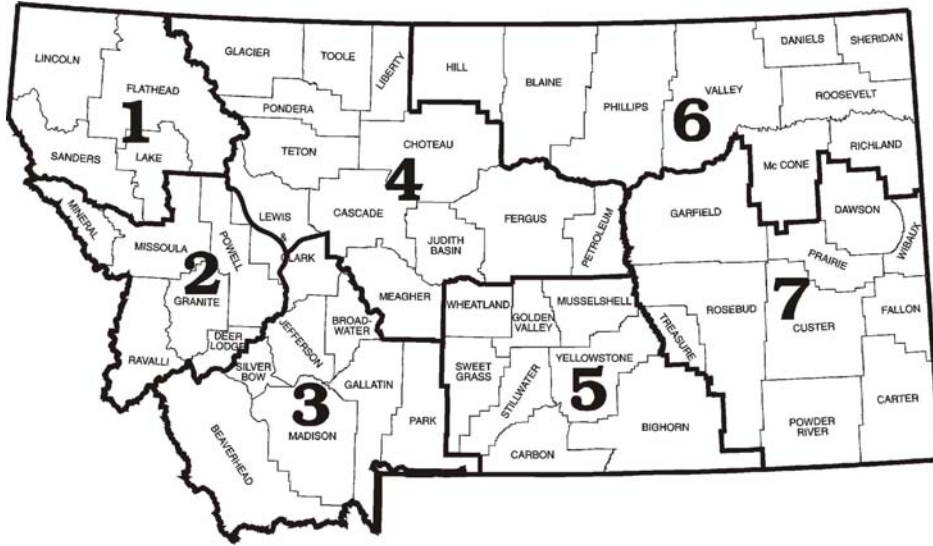 LINCOLN
FLATHEAD
1
SANDERS
LAKE
GLACIER
TOOLE
LIBERTY
PONDERA
TETON
CHOTEAU
4
CASCADE
LEWIS
&
CLARK
JUDITH
BASIN
FERGUS
PETROLEUM
MEAGHER
HILL
BLAINE
PHILLIPS
VALLEY
6
DANIELS
SHERIDAN
ROOSEVELT
RICHLAND
Mc CONE
MINERAL
MISSOULA
POWELL
2
GRANITE
DEER
LODGE
RAVALLI
SILVER
BOW
JEFFERSON
BROAD-
WATER
GALLATIN
3
MADISON
PARK
BEAVERHEAD
WHEATLAND
GOLDEN
VALLEY
MUSSELSHELL
SWEET
GRASS
STILLWATER
YELLOWSTONE
5
CARBON
BIGHORN
GARFIELD
DAWSON
WIBAUX
PRAIRIE
TREASURE
ROSEBUD
7
CUSTER
FALLON
POWDER
RIVER
CARTER